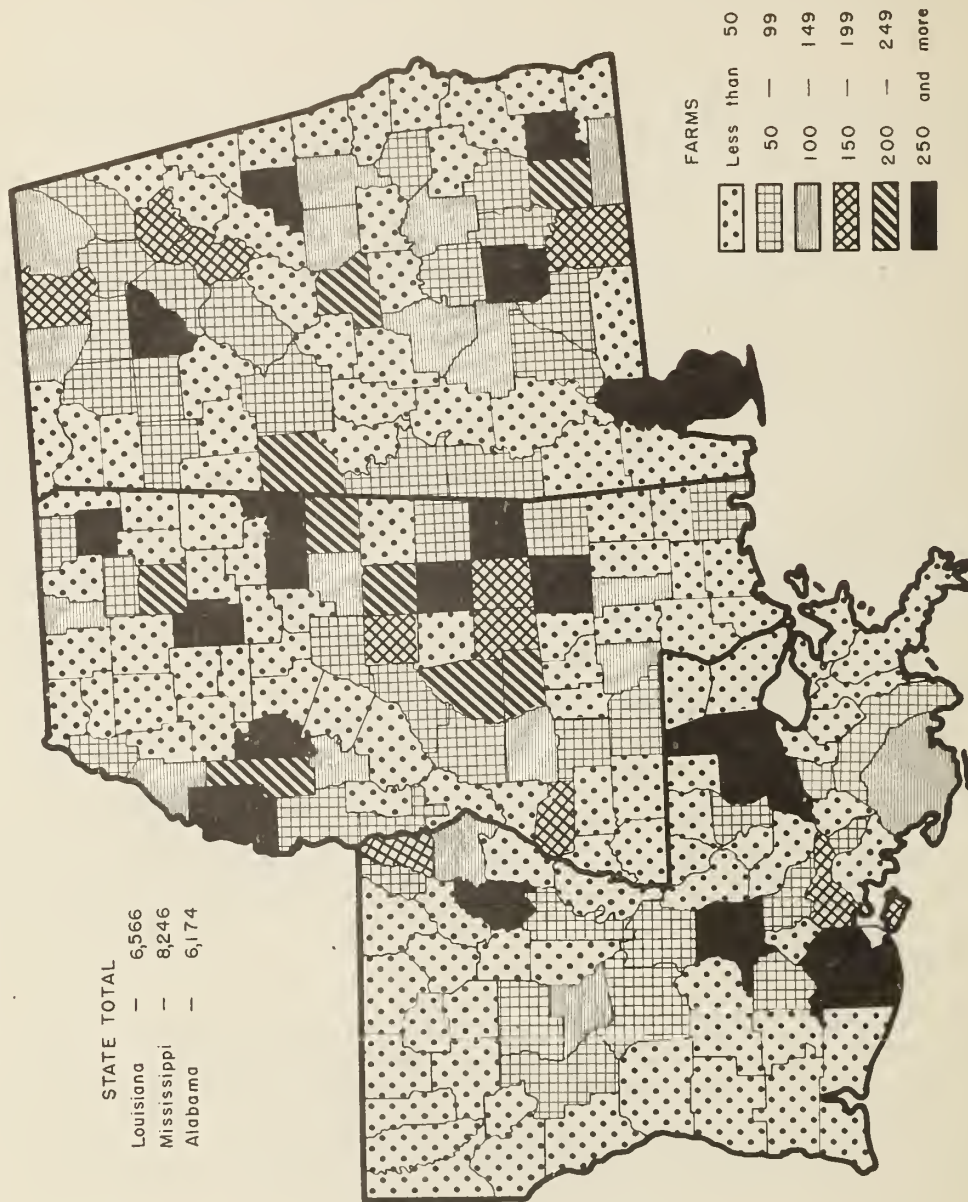 STATE TOTAL
Louisiana — 6,566
Mississippi — 8,246
Alabama — 6,174
FARMS
Less than 50
50 — 99
100 — 149
150 — 199
200 — 249
250 and more